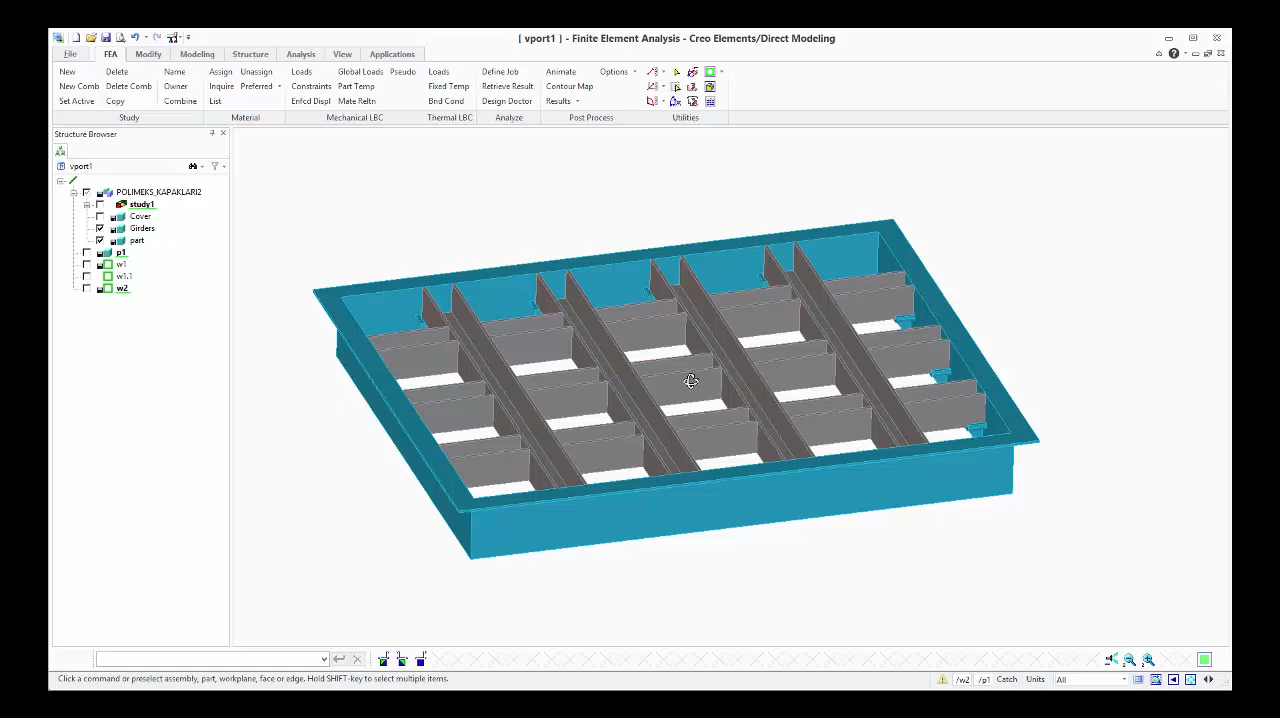 [ vport1 ] - Finite Element Analysis - Creo Elements/Direct Modeling
File FEA Modify Modeling Structure Analysis View Applications
New Delete Name Assign Unassign Loads Global Loads Pseudo Loads Define Job Animate Options
New Comb Delete Comb Owner Inquire Preferred Constraints Part Temp Fixed Temp Retrieve Result Contour Map
Set Active Copy Combine List Enfcd Displ Mate Reltn Bnd Cond Design Doctor Results
Study Material Mechanical LBC Thermal LBC Analyze Post Process Utilities
Structure Browser
vport1
POLIMEKS_KAPAKLARI2
study1
Cover
Girders
part
p1
w1
w1.1
w2
Click a command or preselect assembly, part, workplane, face or edge. Hold SHIFT-key to select multiple items. /w2 /p1 Catch Units All